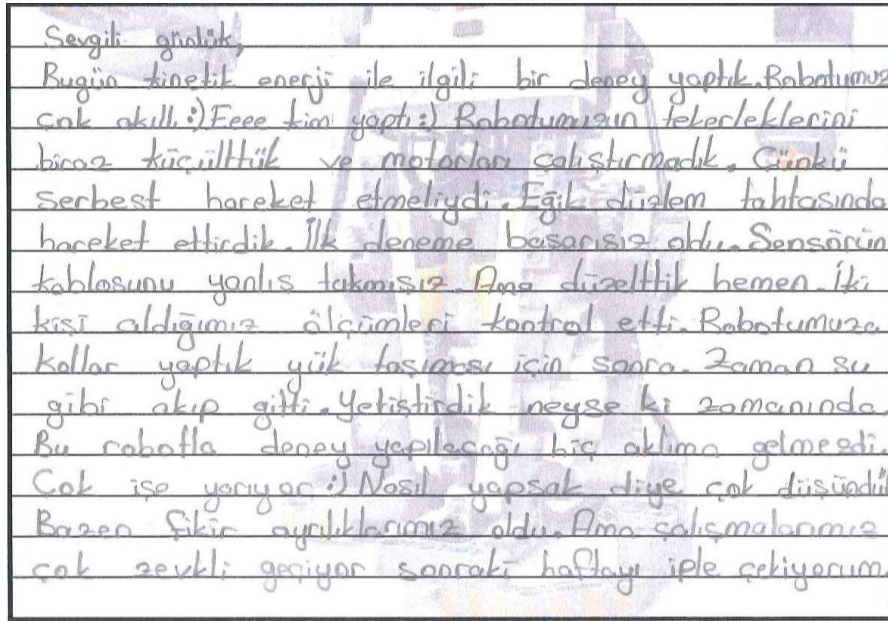 Sevgili günlük,
Bugün kinetik enerji ile ilgili bir deney yaptık. Robotumuz
çok akıllı :) Eeee kim yaptı :) Robotumuzun tekerleklerini
biraz küçülttük ve motorları çalıştırmadık. Çünkü
serbest hareket etmeliydi. Eğik düzlem tahtasında
hareket ettirdik. İlk deneme başarısız oldu. Sensörün
kablosunu yanlış takmışız. Ama düzelttik hemen. İki
kişi aldığımız ölçümleri kontrol etti. Robotumuza
kollar yaptık yük taşıması için sonra. Zaman su
gibi akıp gitti. Yetiştirdik neyse ki zamanında.
Bu robotla deney yapılacağı hiç aklıma gelmezdi.
Çok işe yarıyor :) Nasıl yapsak diye çok düşündü
Bazen fikir ayrılıklarımız oldu. Ama çalışmalarımız
çok zevkli geçiyor sonraki haftayı iple çekiyorum.